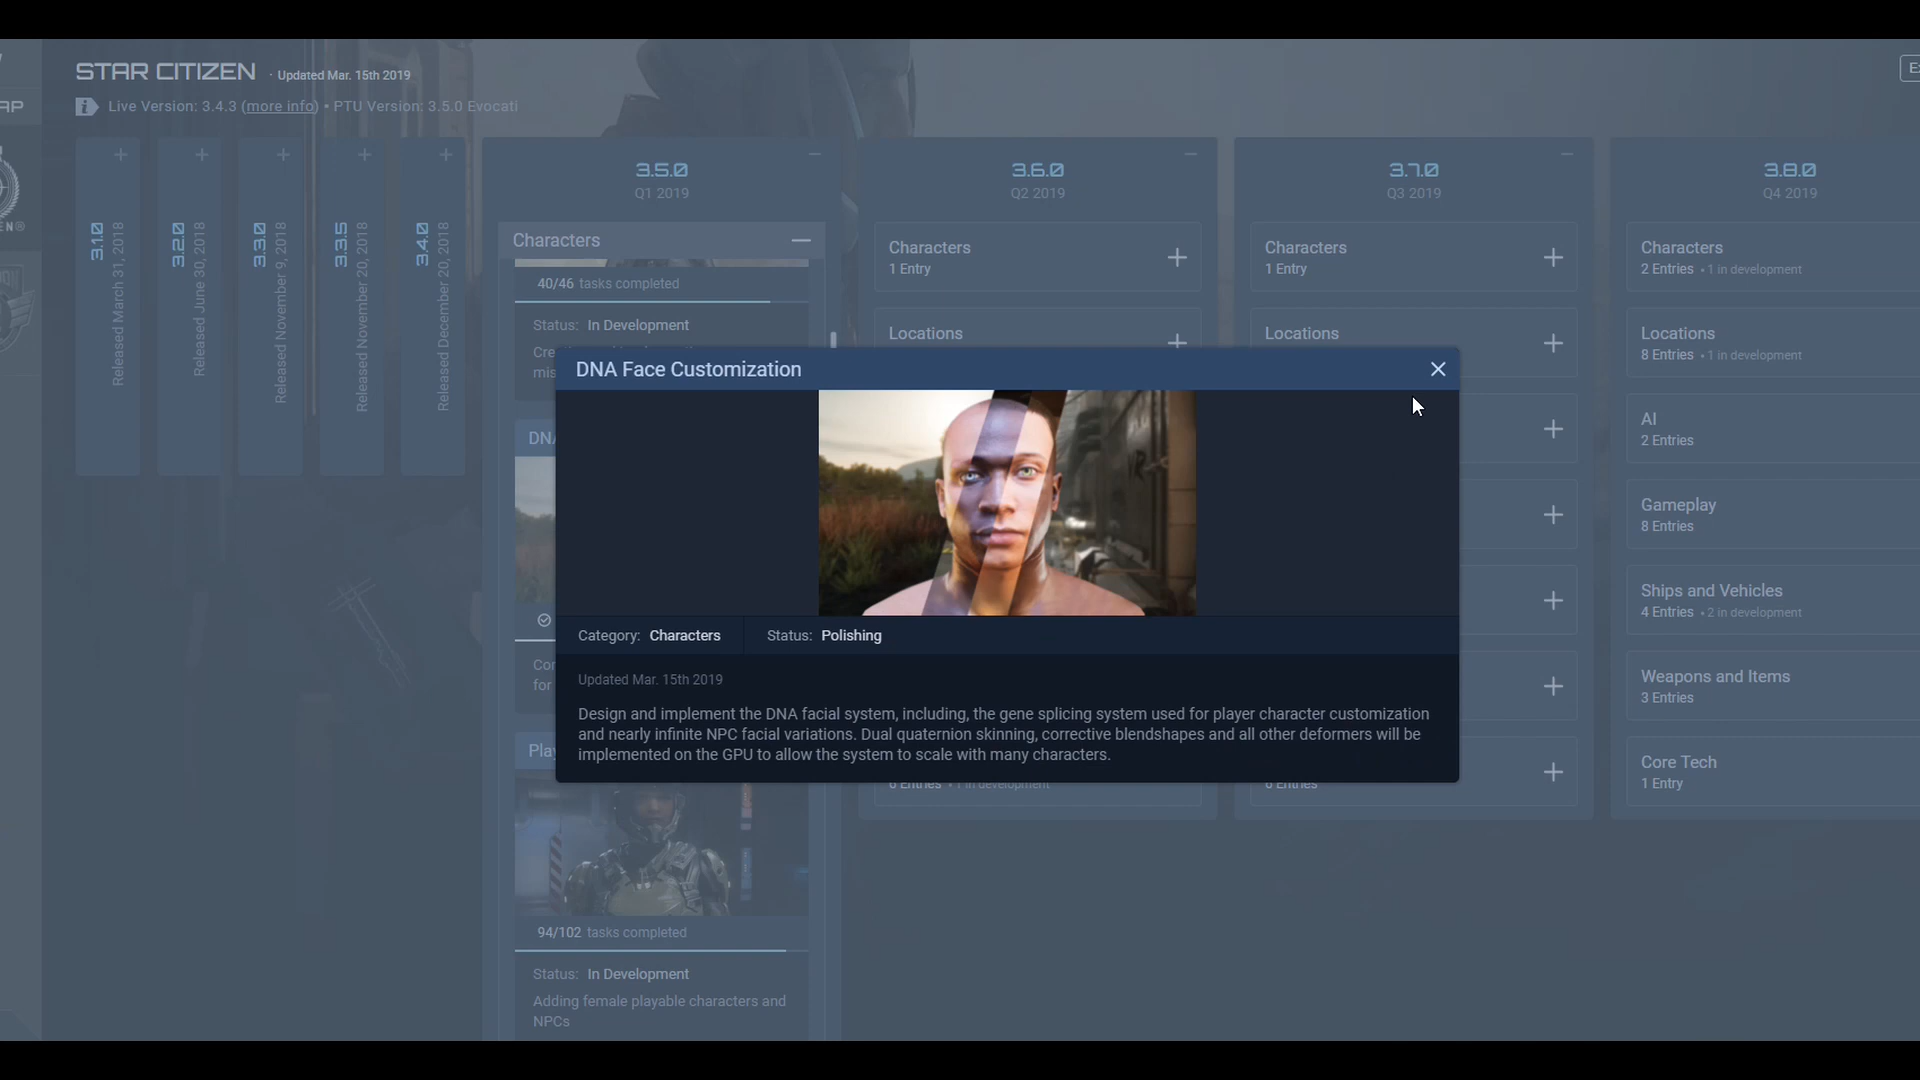 STAR CITIZEN · Updated Mar. 15th 2019
Live Version: 3.4.3 (more info) • PTU Version: 3.5.0 Evocati
3.1.0
Released March 31, 2018
3.2.0
Released June 30, 2018
3.3.0
Released November 9, 2018
3.3.5
Released November 20, 2018
3.4.0
Released December 20, 2018
3.5.0
Q1 2019
Characters
40/46 tasks completed
Status: In Development
DNA Face Customization
Category: Characters
Status: Polishing
Updated Mar. 15th 2019
Design and implement the DNA facial system, including, the gene splicing system used for player character customization
and nearly infinite NPC facial variations. Dual quaternion skinning, corrective blendshapes and all other deformers will be
implemented on the GPU to allow the system to scale with many characters.
94/102 tasks completed
Status: In Development
Adding female playable characters and
NPCs
3.6.0
Q2 2019
Characters
1 Entry
Locations
6 Entries • 1 in development
3.7.0
Q3 2019
Characters
1 Entry
Locations
6 Entries
3.8.0
Q4 2019
Characters
2 Entries • 1 in development
Locations
8 Entries • 1 in development
AI
2 Entries
Gameplay
8 Entries
Ships and Vehicles
4 Entries • 2 in development
Weapons and Items
3 Entries
Core Tech
1 Entry